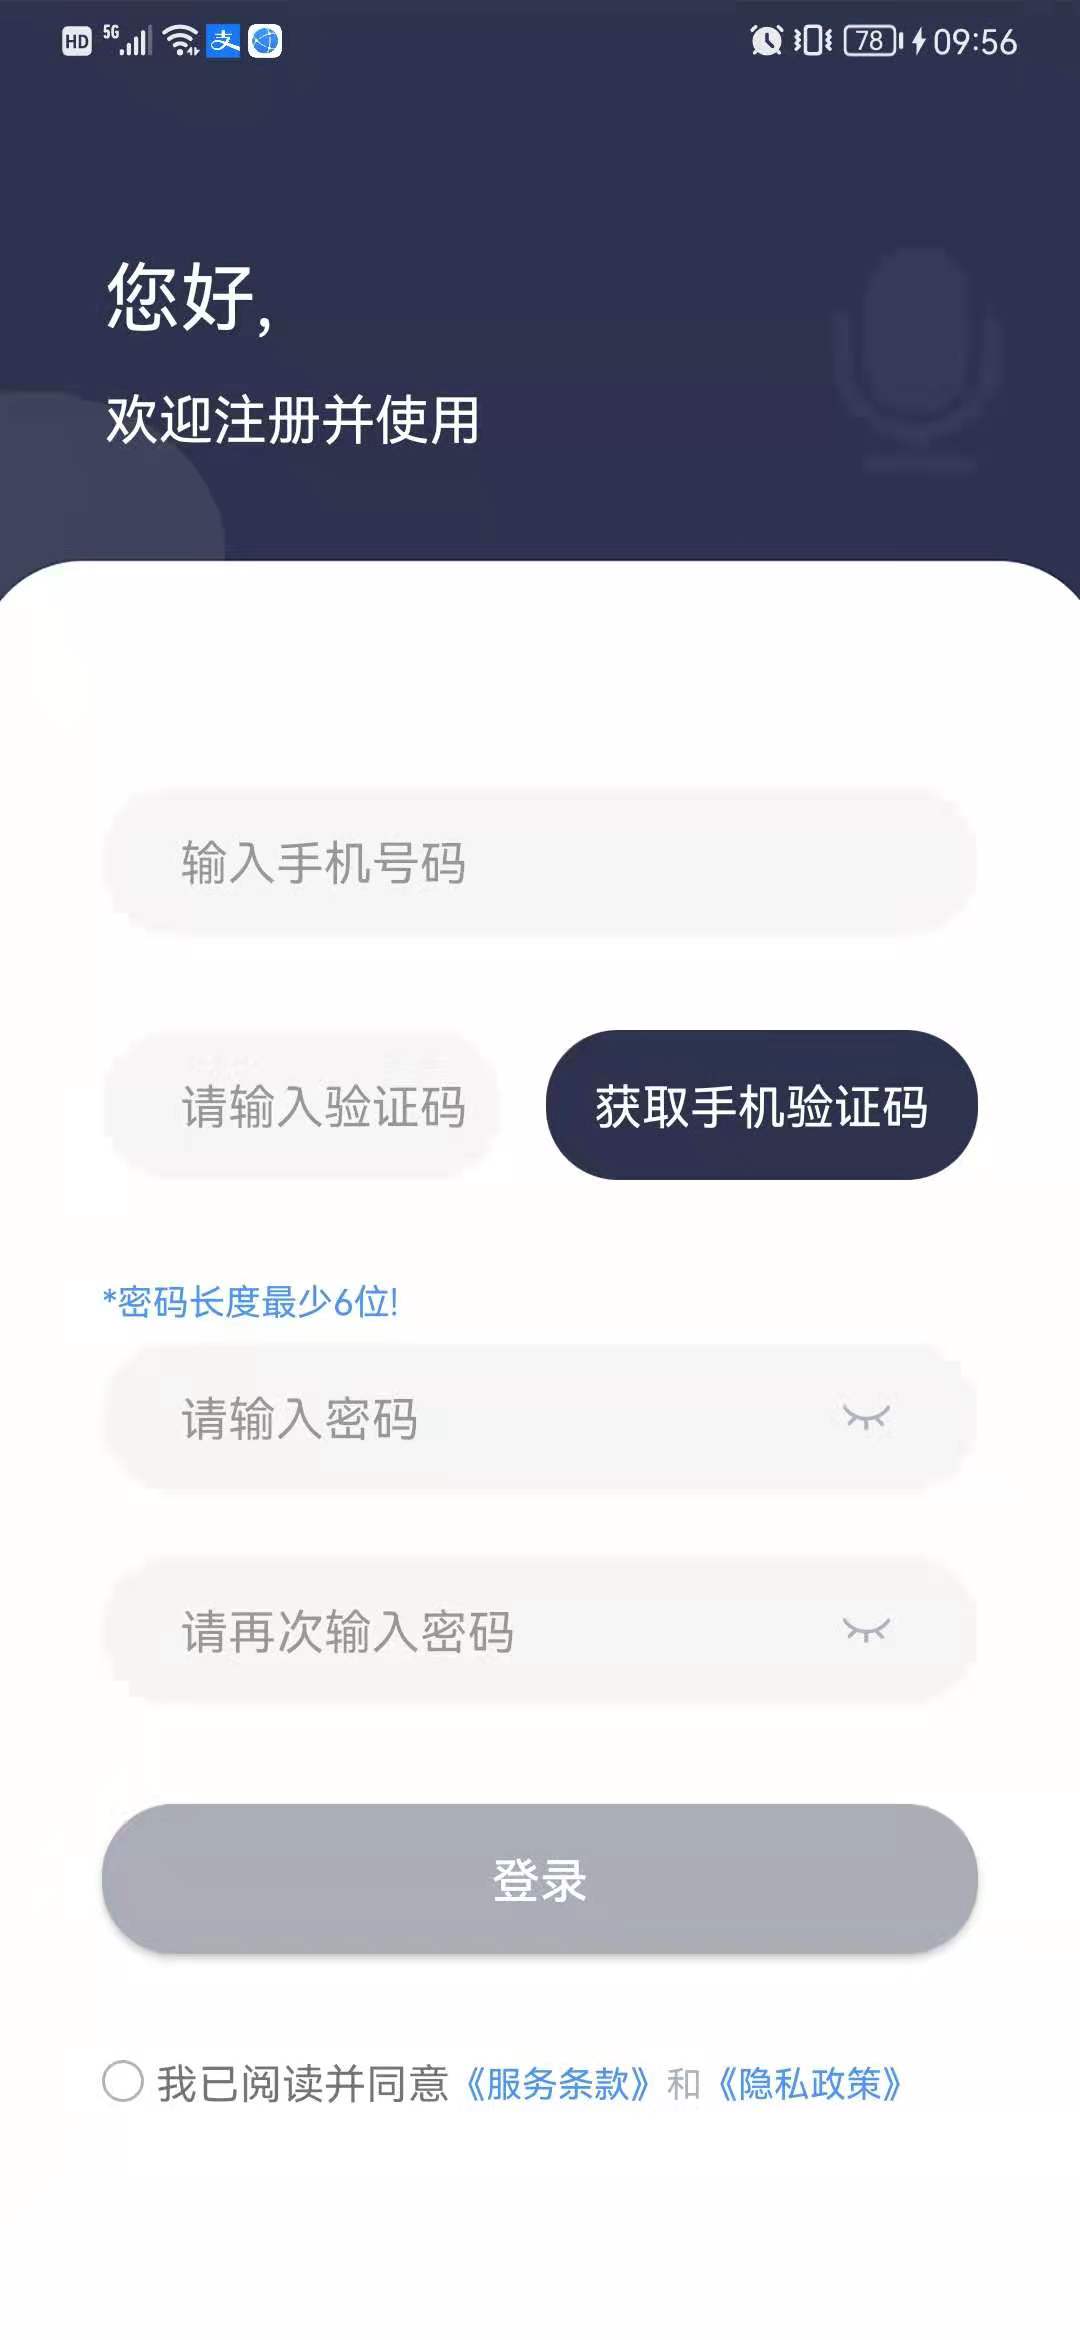 HD 5G 支 78 09:56
您好,
欢迎注册并使用
输入手机号码
请输入验证码 获取手机验证码
*密码长度最少6位!
请输入密码
请再次输入密码
登录
我已阅读并同意《服务条款》和《隐私政策》